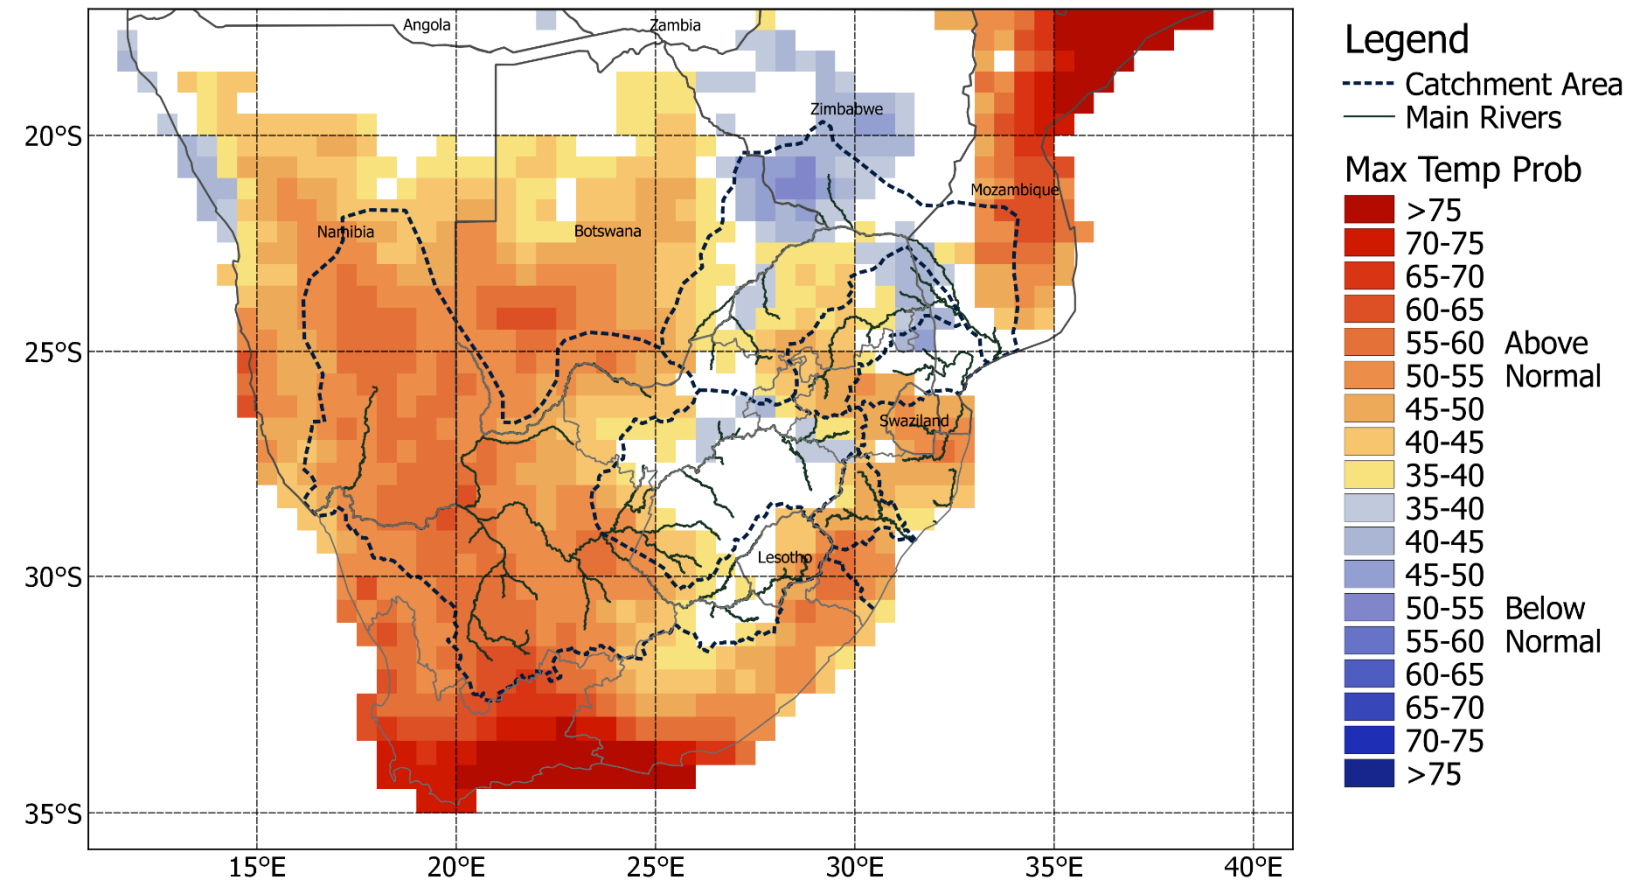 Angola
Zambia
Zimbabwe
20°S
Mozambique
Namibia
Botswana
25°S
Swaziland
Lesotho
30°S
35°S
15°E
20°E
25°E
30°E
35°E
40°E
Legend
Catchment Area
Main Rivers
Max Temp Prob
>75
70-75
65-70
60-65
55-60 Above
50-55 Normal
45-50
40-45
35-40
35-40
40-45
45-50
50-55 Below
55-60 Normal
60-65
65-70
70-75
>75